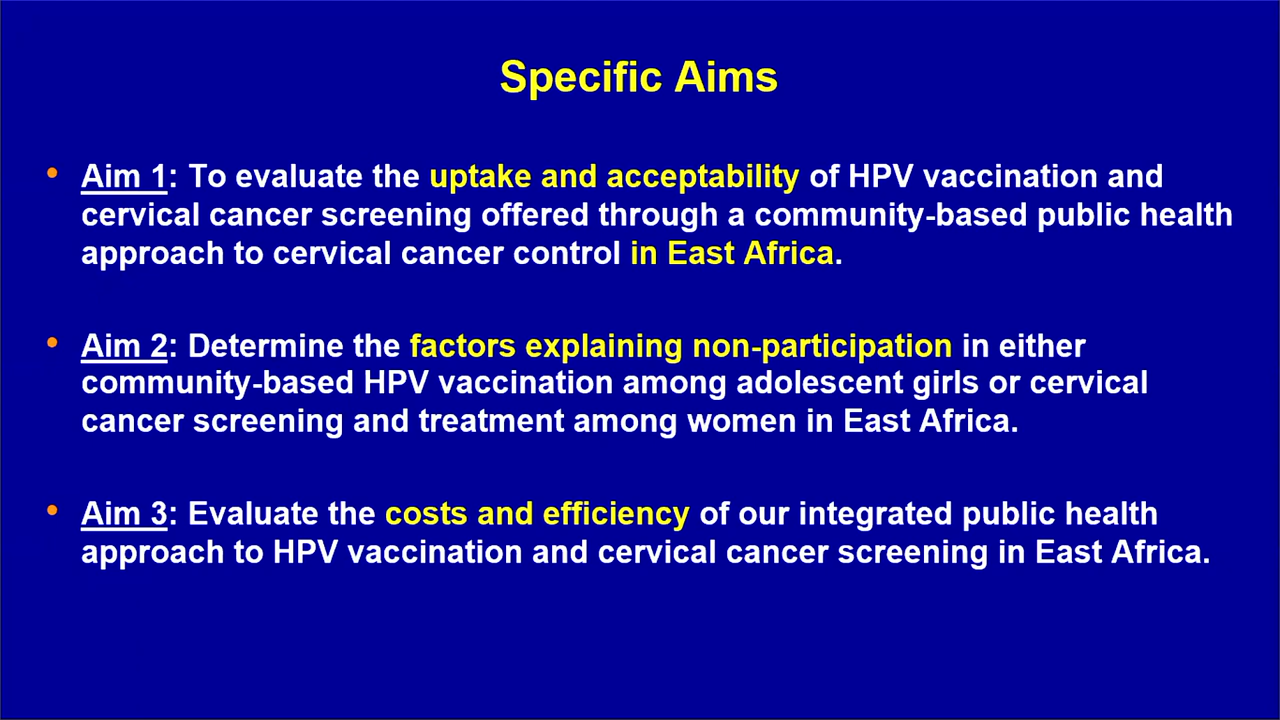 Specific Aims
• Aim 1: To evaluate the uptake and acceptability of HPV vaccination and
cervical cancer screening offered through a community-based public health
approach to cervical cancer control in East Africa.
• Aim 2: Determine the factors explaining non-participation in either
community-based HPV vaccination among adolescent girls or cervical
cancer screening and treatment among women in East Africa.
• Aim 3: Evaluate the costs and efficiency of our integrated public health
approach to HPV vaccination and cervical cancer screening in East Africa.